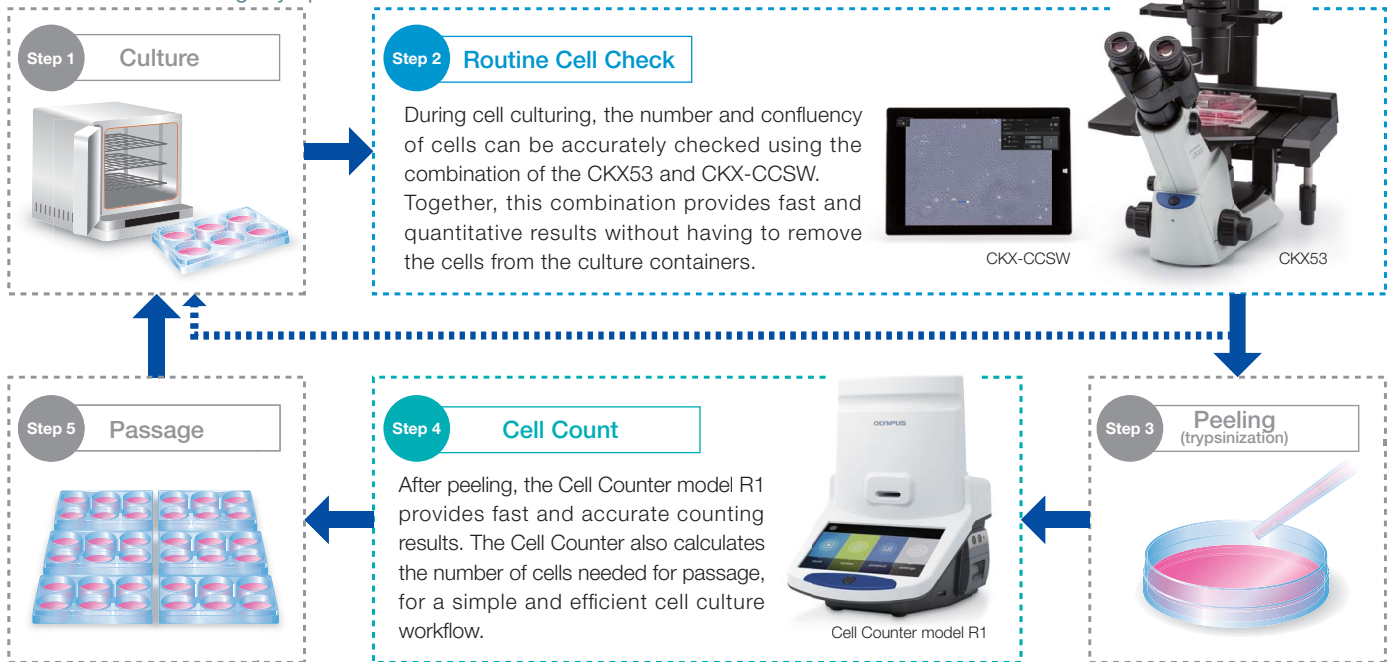 Step 1
Culture
Step 2
Routine Cell Check
During cell culturing, the number and confluency
of cells can be accurately checked using the
combination of the CKX53 and CKX-CCSW.
Together, this combination provides fast and
quantitative results without having to remove
the cells from the culture containers.
CKX-CCSW
CKX53
Step 5
Passage
Step 4
Cell Count
After peeling, the Cell Counter model R1
provides fast and accurate counting
results. The Cell Counter also calculates
the number of cells needed for passage,
for a simple and efficient cell culture
workflow.
OLYMPUS
Cell Counter model R1
Step 3
Peeling
(trypsinization)